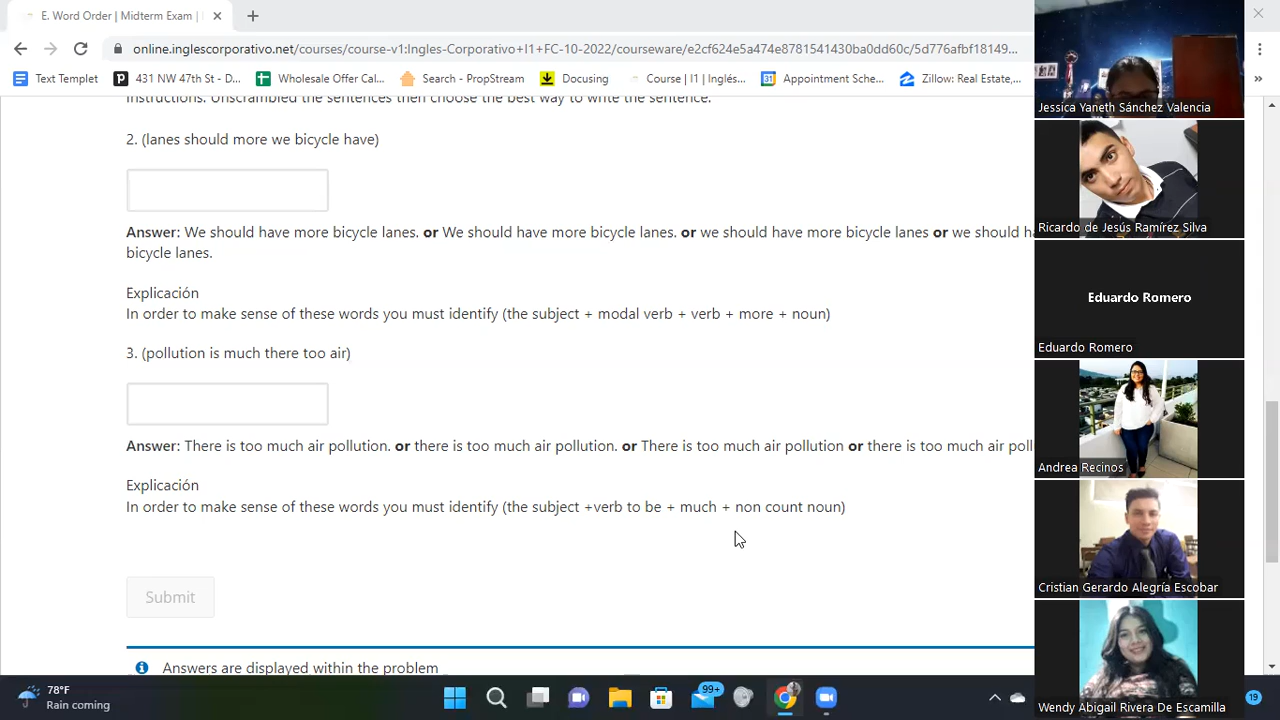 E. Word Order | Midterm Exam |
online.inglescorporativo.net/courses/course-v1:Ingles-Corporativo+I1+FC-10-2022/courseware/e2cf624e5a474e8781541430ba0dd60c/5d776afbf18149...
Text Templet
431 NW 47th St - D...
Wholesale Offer Cal...
Search - PropStream
Docusing
Course | I1 | Inglés...
Appointment Sche...
Zillow: Real Estate,...
Instructions: Unscrambled the sentences then choose the best way to write the sentence.
2. (lanes should more we bicycle have)
Answer: We should have more bicycle lanes. or We should have more bicycle lanes. or we should have more bicycle lanes or we should ha
bicycle lanes.
Explicación
In order to make sense of these words you must identify (the subject + modal verb + verb + more + noun)
3. (pollution is much there too air)
Answer: There is too much air pollution. or there is too much air pollution. or There is too much air pollution or there is too much air poll
Explicación
In order to make sense of these words you must identify (the subject +verb to be + much + non count noun)
Submit
Answers are displayed within the problem
Jessica Yaneth Sánchez Valencia
Ricardo de Jesús Ramírez Silva
Eduardo Romero
Eduardo Romero
Andrea Recinos
Cristian Gerardo Alegría Escobar
Wendy Abigail Rivera De Escamilla
78°F
Rain coming
99+
19